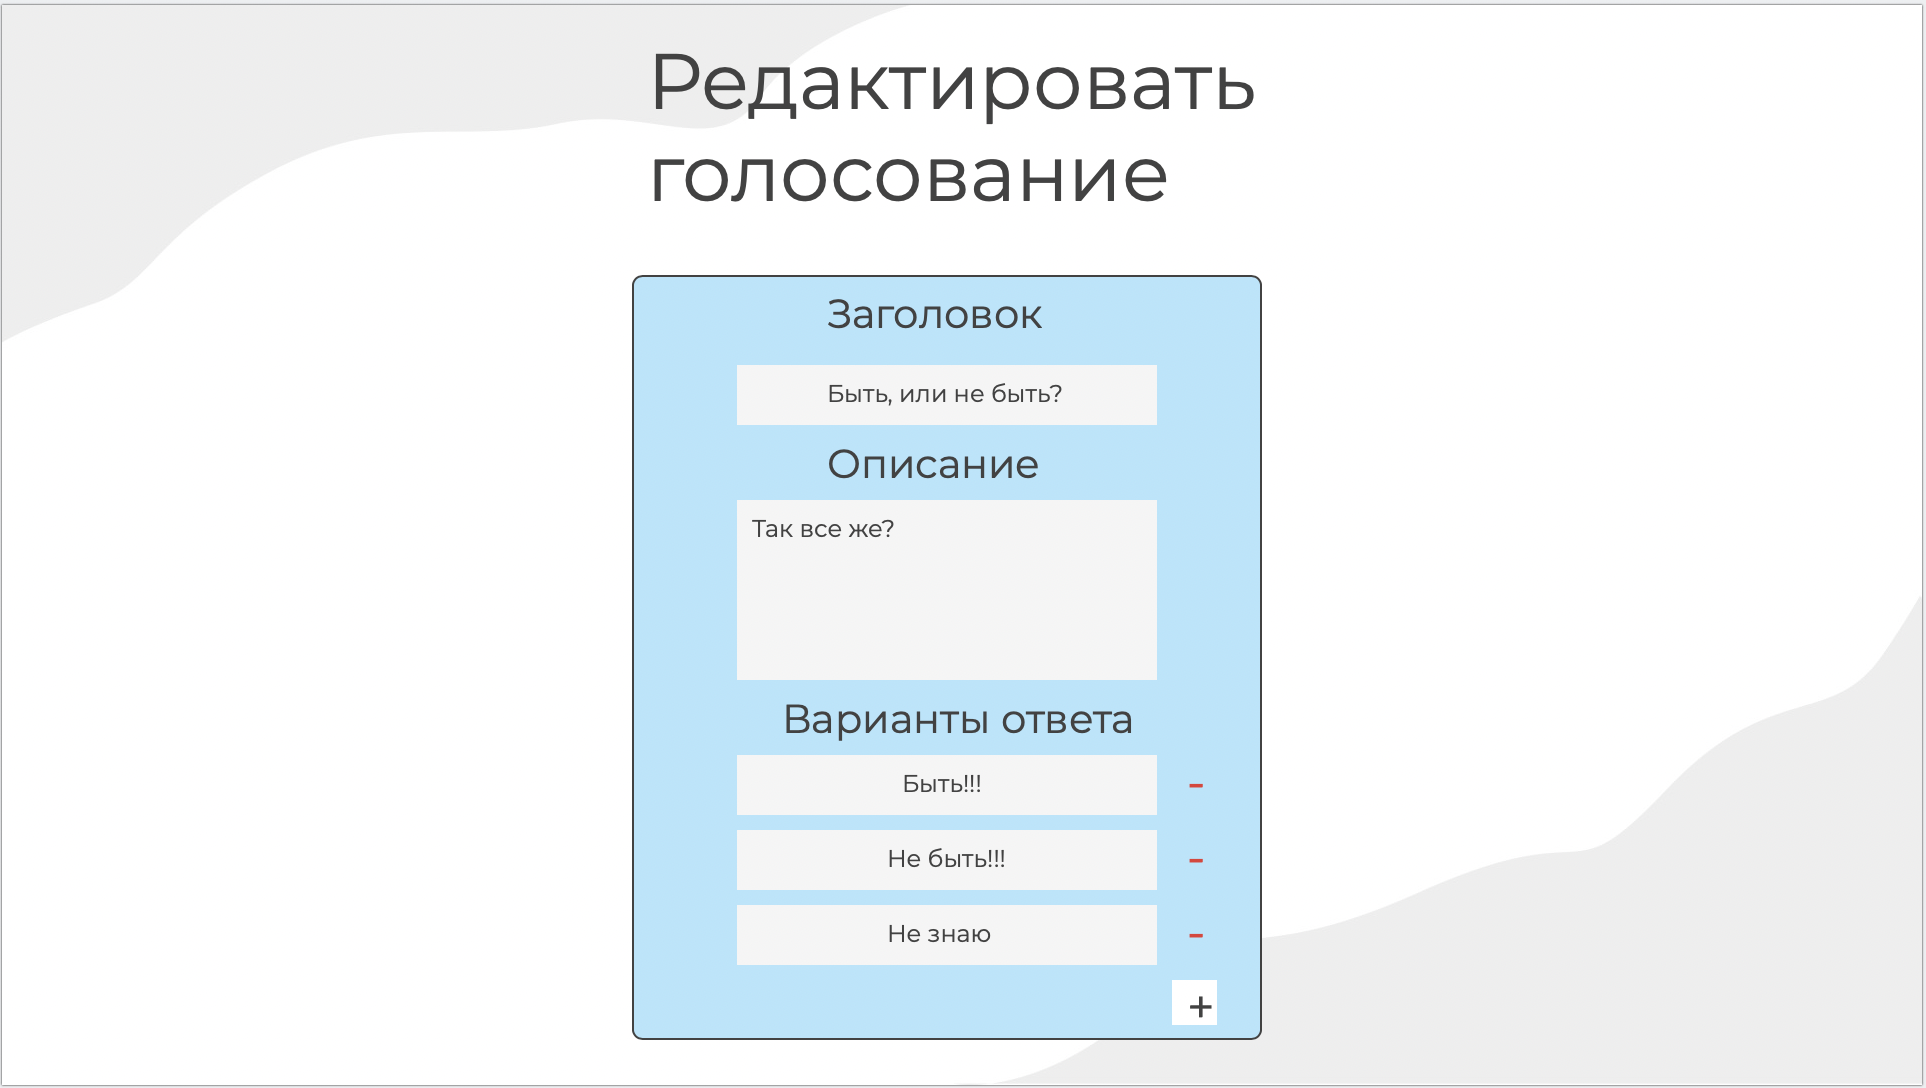 Редактировать
голосование
Заголовок
Быть, или не быть?
Описание
Так все же?
Варианты ответа
Быть!!!
-
Не быть!!!
-
Не знаю
-
+